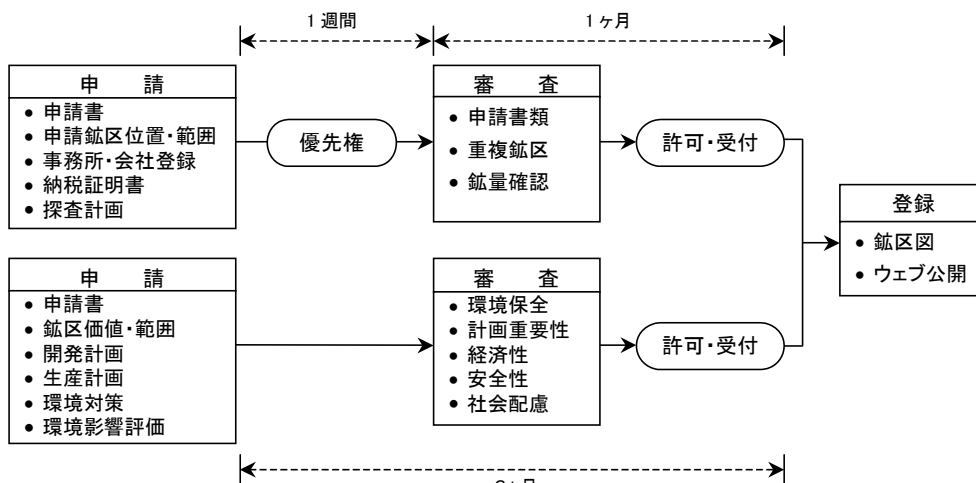 1 週間
1 ヶ月
申 請
● 申請書
● 申請鉱区位置・範囲
● 事務所・会社登録
● 納税証明書
● 探査計画
優先権
審 査
● 申請書類
● 重複鉱区
● 鉱量確認
許可・受付
登録
● 鉱区図
● ウェブ公開
申 請
● 申請書
● 鉱区価値・範囲
● 開発計画
● 生産計画
● 環境対策
● 環境影響評価
審 査
● 環境保全
● 計画重要性
● 経済性
● 安全性
● 社会配慮
許可・受付